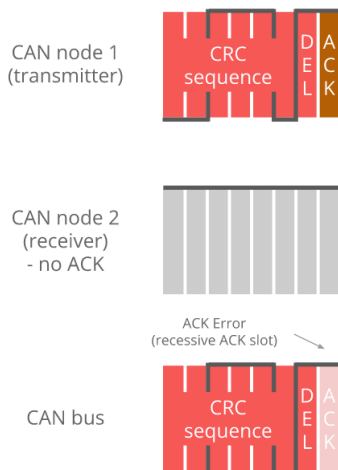 CAN node 1
(transmitter)
CRC
sequence
D
E
L
A
C
K
CAN node 2
(receiver)
- no ACK
ACK Error
(recessive ACK slot)
CAN bus
CRC
sequence
D
E
L
A
C
K